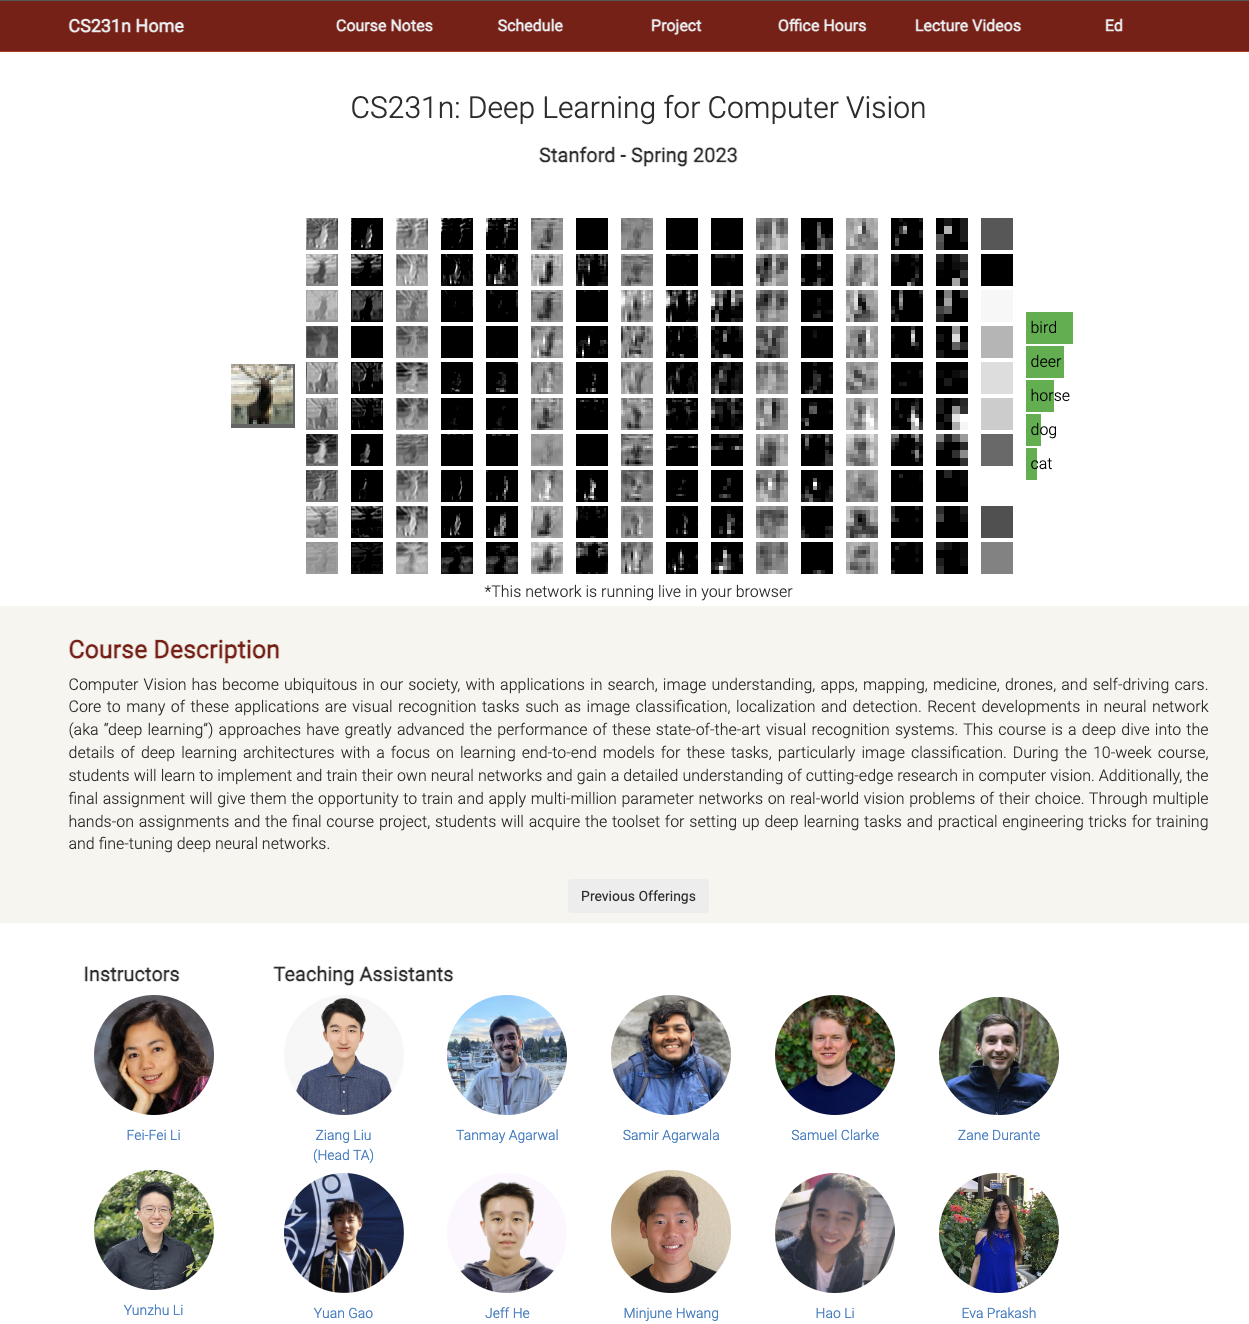 CS231n Home Course Notes Schedule Project Office Hours Lecture Videos Ed
CS231n: Deep Learning for Computer Vision
Stanford - Spring 2023
bird
deer
horse
dog
cat
*This network is running live in your browser
Course Description
Computer Vision has become ubiquitous in our society, with applications in search, image understanding, apps, mapping, medicine, drones, and self-driving cars.
Core to many of these applications are visual recognition tasks such as image classification, localization and detection. Recent developments in neural network
(aka “deep learning”) approaches have greatly advanced the performance of these state-of-the-art visual recognition systems. This course is a deep dive into the
details of deep learning architectures with a focus on learning end-to-end models for these tasks, particularly image classification. During the 10-week course,
students will learn to implement and train their own neural networks and gain a detailed understanding of cutting-edge research in computer vision. Additionally, the
final assignment will give them the opportunity to train and apply multi-million parameter networks on real-world vision problems of their choice. Through multiple
hands-on assignments and the final course project, students will acquire the toolset for setting up deep learning tasks and practical engineering tricks for training
and fine-tuning deep neural networks.
Previous Offerings
Instructors Teaching Assistants
Fei-Fei Li Ziang Liu Tanmay Agarwal Samir Agarwala Samuel Clarke Zane Durante
(Head TA)
Yunzhu Li Yuan Gao Jeff He Minjune Hwang Hao Li Eva Prakash